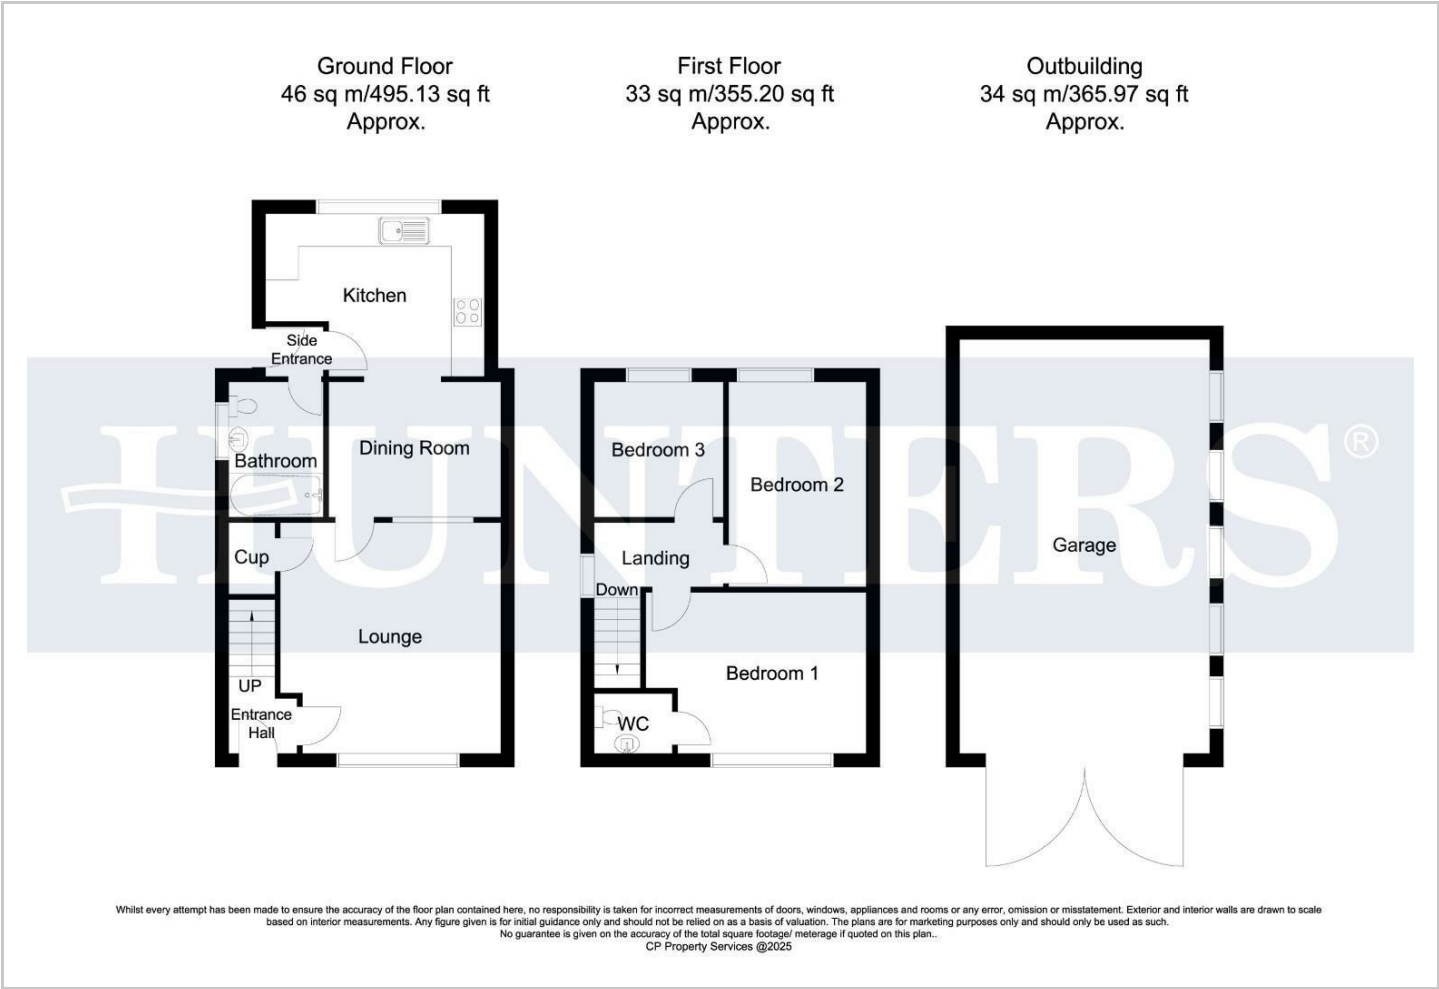 Ground Floor
46 sq m/495.13 sq ft
Approx.
First Floor
33 sq m/355.20 sq ft
Approx.
Outbuilding
34 sq m/365.97 sq ft
Approx.
Kitchen
Side
Entrance
Bathroom
Dining Room
Cup
Lounge
UP
Entrance
Hall
Bedroom 3
Bedroom 2
Landing
Down
Bedroom 1
WC
Garage
HUNTERS®
Whilst every attempt has been made to ensure the accuracy of the floor plan contained here, no responsibility is taken for incorrect measurements of doors, windows, appliances and rooms or any error, omission or misstatement. Exterior and interior walls are drawn to scale
based on interior measurements. Any figure given is for initial guidance only and should not be relied on as a basis of valuation. The plans are for marketing purposes only and should only be used as such.
No guarantee is given on the accuracy of the total square footage/ meterage if quoted on this plan..
CP Property Services @2025